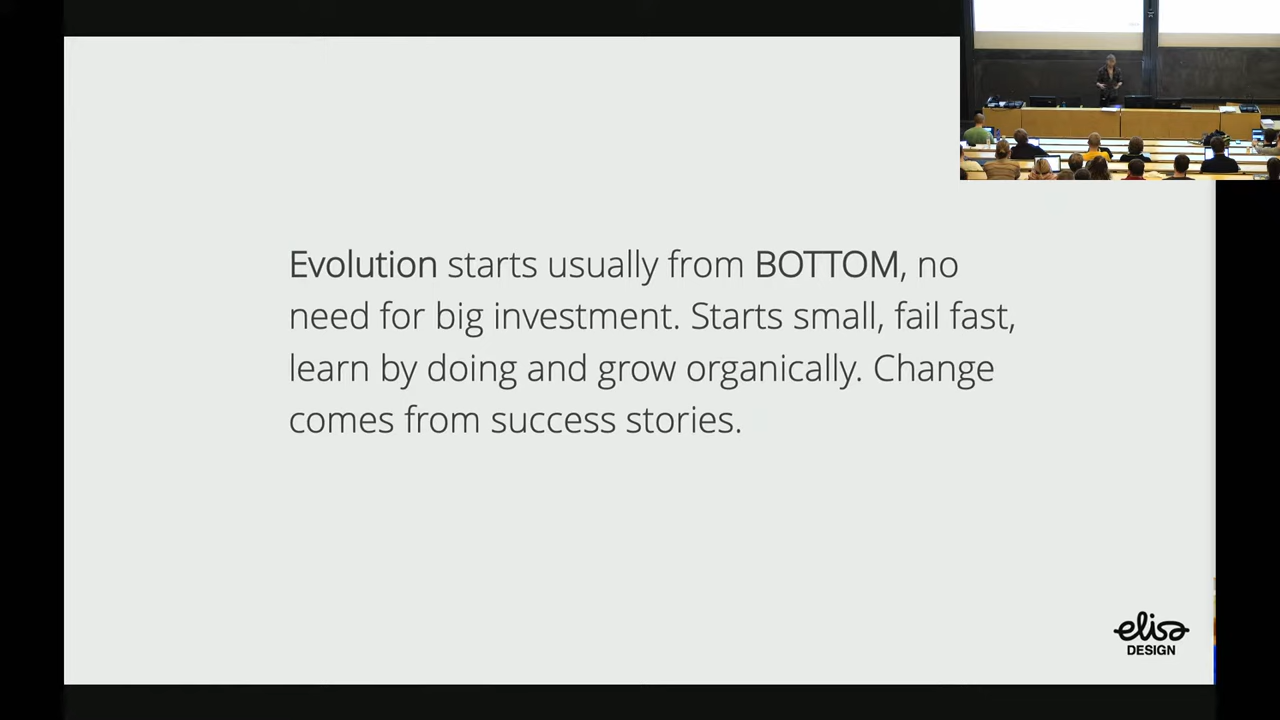 Evolution starts usually from BOTTOM, no
need for big investment. Starts small, fail fast,
learn by doing and grow organically. Change
comes from success stories.
elisa
DESIGN